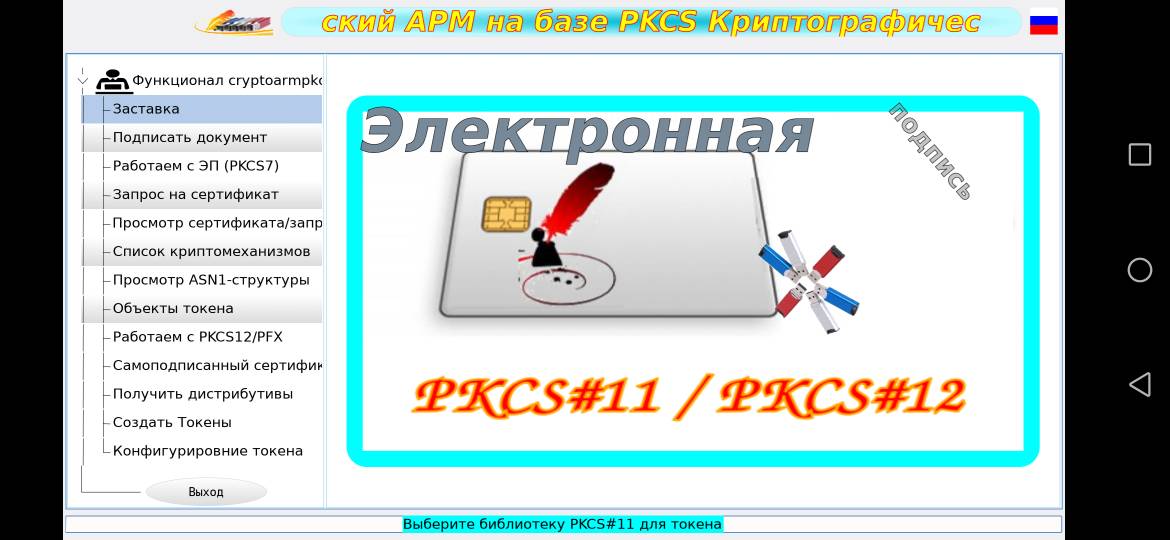 ский АРМ на базе PKCS Криптографичес
Функционал cryptoarmpkc
Заставка
Подписать документ
Работаем с ЭП (PKCS7)
Запрос на сертификат
Просмотр сертификата/запр
Список криптомеханизмов
Просмотр ASN1-структуры
Объекты токена
Работаем с PKCS12/PFX
Самоподписанный сертифик
Получить дистрибутивы
Создать Токены
Конфигурировние токена
Выход
Электронная
подпись
PKCS#11 / PKCS#12
Выберите библиотеку PKCS#11 для токена